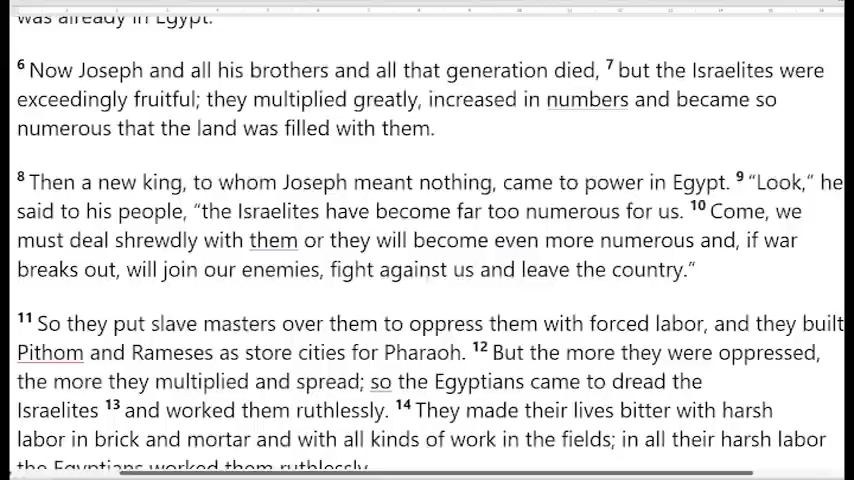 was already in Egypt.
6 Now Joseph and all his brothers and all that generation died, 7 but the Israelites were
exceedingly fruitful; they multiplied greatly, increased in numbers and became so
numerous that the land was filled with them.
8 Then a new king, to whom Joseph meant nothing, came to power in Egypt. 9 “Look,” he
said to his people, “the Israelites have become far too numerous for us. 10 Come, we
must deal shrewdly with them or they will become even more numerous and, if war
breaks out, will join our enemies, fight against us and leave the country.”
11 So they put slave masters over them to oppress them with forced labor, and they built
Pithom and Rameses as store cities for Pharaoh. 12 But the more they were oppressed,
the more they multiplied and spread; so the Egyptians came to dread the
Israelites 13 and worked them ruthlessly. 14 They made their lives bitter with harsh
labor in brick and mortar and with all kinds of work in the fields; in all their harsh labor
the Egyptians worked them ruthlessly